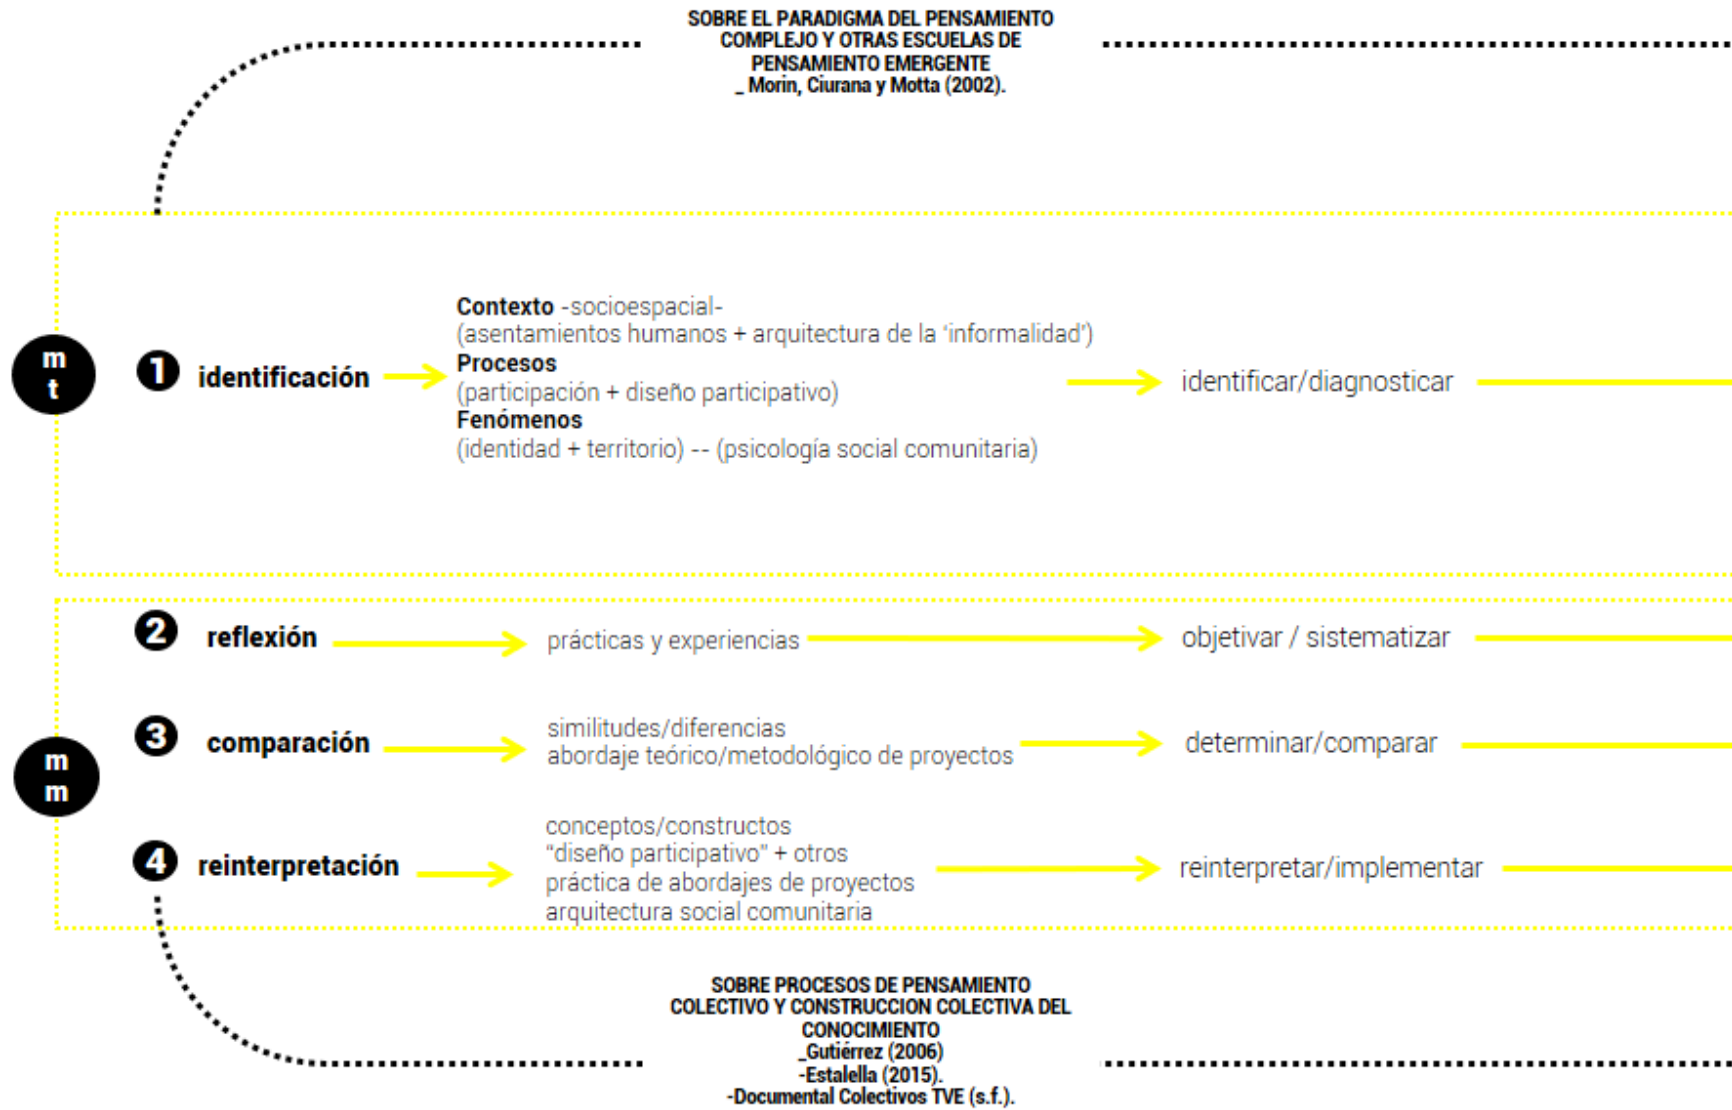 SOBRE EL PARADIGMA DEL PENSAMIENTO
COMPLEJO Y OTRAS ESCUELAS DE
PENSAMIENTO EMERGENTE
_ Morin, Ciurana y Motta (2002).
m
t
1 identificación
Contexto -socioespacial-
(asentamientos humanos + arquitectura de la ‘informalidad’)
Procesos
(participación + diseño participativo)
Fenómenos
(identidad + territorio) -- (psicología social comunitaria)
identificar/diagnosticar
m
m
2 reflexión
prácticas y experiencias
objetivar / sistematizar
3 comparación
similitudes/diferencias
abordaje teórico/metodológico de proyectos
determinar/comparar
4 reinterpretación
conceptos/constructos
“diseño participativo" + otros
práctica de abordajes de proyectos
arquitectura social comunitaria
reinterpretar/implementar
SOBRE PROCESOS DE PENSAMIENTO
COLECTIVO Y CONSTRUCCION COLECTIVA DEL
CONOCIMIENTO
_Gutiérrez (2006)
-Estalella (2015).
-Documental Colectivos TVE (s.f.).